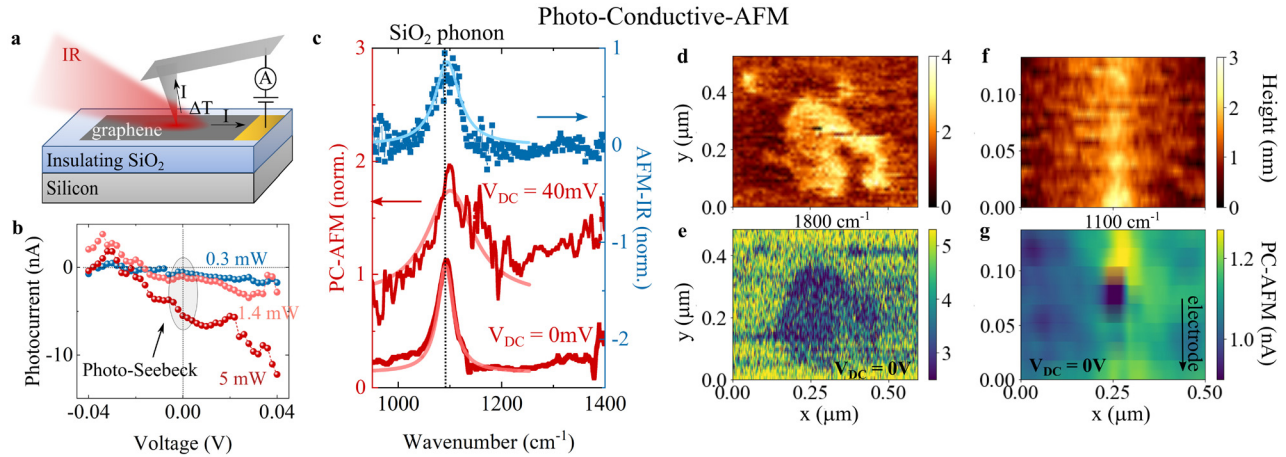 Photo-Conductive-AFM
a
IR
I
ΔT
I
A
graphene
Insulating SiO₂
Silicon
b
Photocurrent (nA)
0
-10
0.3 mW
1.4 mW
5 mW
Photo-Seebeck
-0.04
0.00
0.04
Voltage (V)
c
SiO₂ phonon
PC-AFM (norm.)
3
2
1
0
V_DC = 40mV
V_DC = 0mV
1
0
-1
-2
AFM-IR (norm.)
1000
1200
1400
Wavenumber (cm⁻¹)
d
y (μm)
0.4
0.2
0.0
4
2
0
1800 cm⁻¹
e
y (μm)
0.4
0.2
0.0
V_DC = 0V
0.00
0.25
0.50
x (μm)
5
4
3
f
0.10
0.05
0.00
3
2
1
0
Height (nm)
1100 cm⁻¹
g
0.10
0.05
0.00
V_DC = 0V
electrode
0.00
0.25
0.50
x (μm)
1.2
1.0
PC-AFM (nA)